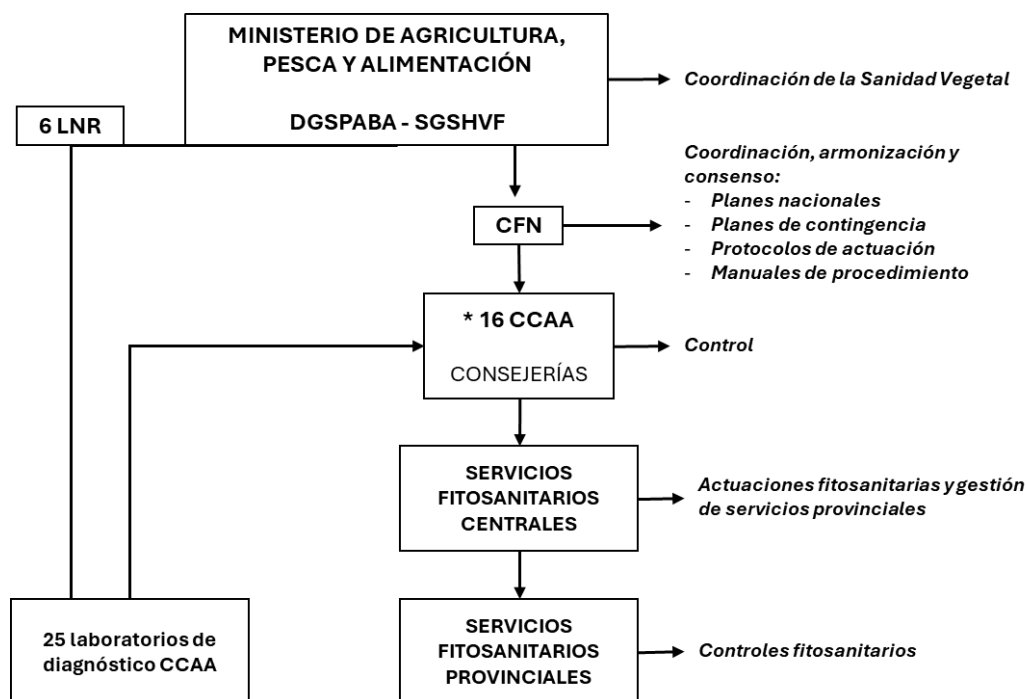 MINISTERIO DE AGRICULTURA,
PESCA Y ALIMENTACIÓN
DGSPABA - SGSHVF
Coordinación de la Sanidad Vegetal
6 LNR
Coordinación, armonización y
consenso:
- Planes nacionales
- Planes de contingencia
- Protocolos de actuación
- Manuales de procedimiento
CFN
* 16 CCAA
CONSEJERÍAS
Control
SERVICIOS
FITOSANITARIOS
CENTRALES
Actuaciones fitosanitarias y gestión
de servicios provinciales
25 laboratorios de
diagnóstico CCAA
SERVICIOS
FITOSANITARIOS
PROVINCIALES
Controles fitosanitarios